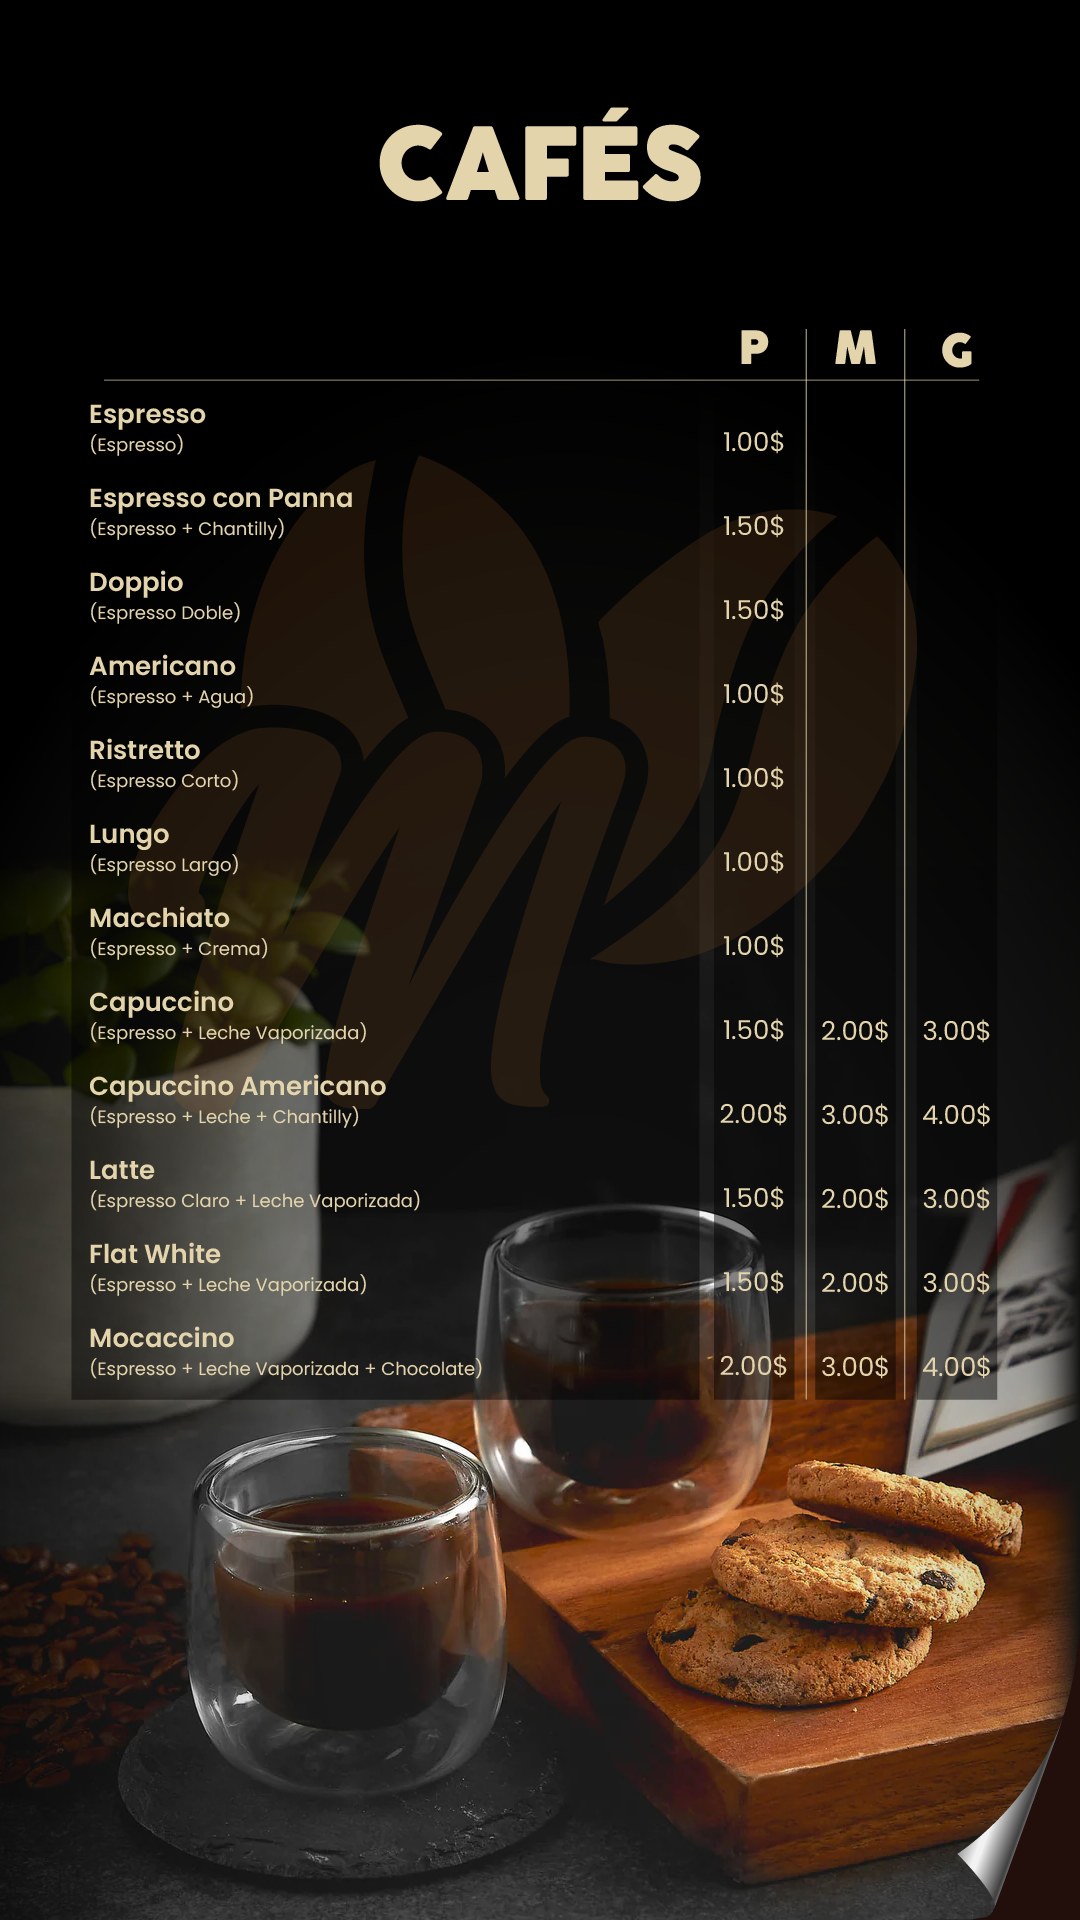 CAFÉS
P M G
Espresso
(Espresso) 1.00$
Espresso con Panna
(Espresso + Chantilly) 1.50$
Doppio
(Espresso Doble) 1.50$
Americano
(Espresso + Agua) 1.00$
Ristretto
(Espresso Corto) 1.00$
Lungo
(Espresso Largo) 1.00$
Macchiato
(Espresso + Crema) 1.00$
Capuccino
(Espresso + Leche Vaporizada) 1.50$ 2.00$ 3.00$
Capuccino Americano
(Espresso + Leche + Chantilly) 2.00$ 3.00$ 4.00$
Latte
(Espresso Claro + Leche Vaporizada) 1.50$ 2.00$ 3.00$
Flat White
(Espresso + Leche Vaporizada) 1.50$ 2.00$ 3.00$
Mocaccino
(Espresso + Leche Vaporizada + Chocolate) 2.00$ 3.00$ 4.00$